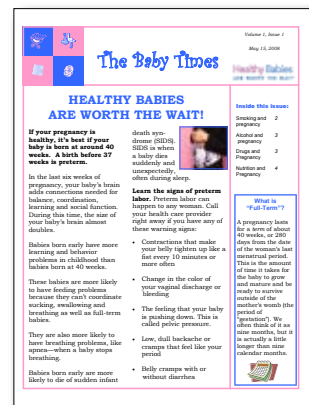 Volume 1, Issue 1
May 15, 2008
The Baby Times
Healthy Babies
HEALTHY BABIES
ARE WORTH THE WAIT!
If your pregnancy is
healthy, it's best if your
baby is born at around 40
weeks.  A birth before 37
weeks is preterm.
In the last six weeks of
pregnancy, your baby's brain
adds connections needed for
balance, coordination,
learning and social function.
During this time, the size of
your baby's brain almost
doubles.
Babies born early have more
learning and behavior
problems in childhood than
babies born at 40 weeks.
These babies are more likely
to have feeding problems
because they can't coordinate
sucking, swallowing and
breathing as well as full-term
babies.
They are also more likely to
have breathing problems, like
apnea—when a baby stops
breathing.
Babies born early are more
likely to die of sudden infant
death syn-
drome (SIDS).
SIDS is when
a baby dies
suddenly and
unexpectedly,
often during sleep.
Learn the signs of preterm
labor. Preterm labor can
happen to any woman. Call
your health care provider
right away if you have any of
these warning signs:
• Contractions that make
your belly tighten up like a
fist every 10 minutes or
more often
• Change in the color of
your vaginal discharge or
bleeding
• The feeling that your baby
is pushing down. This is
called pelvic pressure.
• Low, dull backache or
cramps that feel like your
period
• Belly cramps with or
without diarrhea
Inside this issue:
Smoking and pregnancy 2
Alcohol and pregnancy 3
Drugs and Pregnancy 3
Nutrition and Pregnancy 4
What is
"Full-Term"?
A pregnancy lasts
for a term of about
40 weeks, or 280
days from the date
of the woman's last
menstrual period.
This is the amount
of time it takes for
the baby to grow
and mature and be
ready to survive
outside of the
mother's womb (the
period of
"gestation"). We
often think of it as
nine months, but it
is actually a little
longer than nine
calendar months.